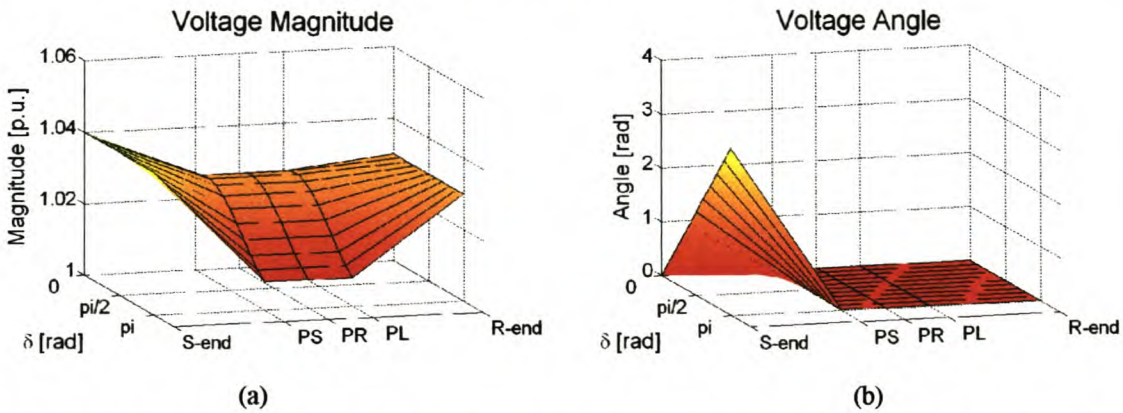 Voltage Magnitude
1.06
1.04
1.02
1
Magnitude [p.u.]
0
pi/2
pi
δ [rad]
S-end
PS
PR
PL
R-end
(a)
Voltage Angle
4
3
2
1
0
Angle [rad]
0
pi/2
pi
δ [rad]
S-end
PS
PR
PL
R-end
(b)